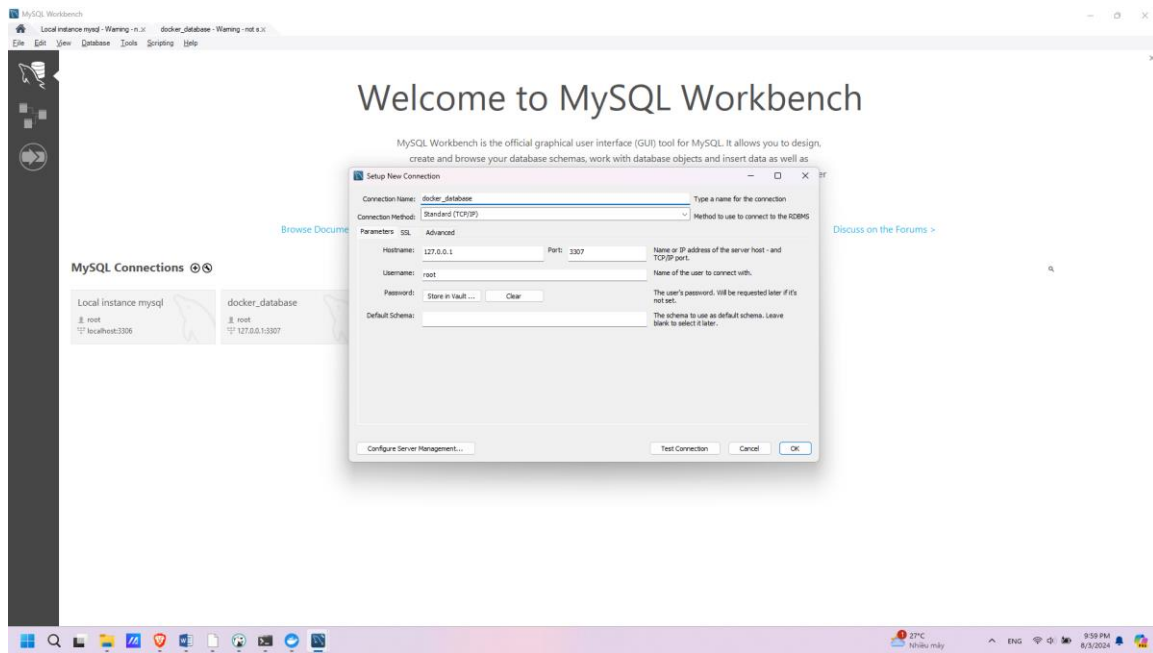 MySQL Workbench
Local instance mysql - Warning - n...
docker_database - Warning - not s...
File Edit View Database Tools Scripting Help
Welcome to MySQL Workbench
MySQL Workbench is the official graphical user interface (GUI) tool for MySQL. It allows you to design,
create and browse your database schemas, work with database objects and insert data as well as
er
Browse Docume
Discuss on the Forums >
MySQL Connections
Local instance mysql
root
localhost:3306
docker_database
root
127.0.0.1:3307
Setup New Connection
Connection Name: docker_database Type a name for the connection
Connection Method: Standard (TCP/IP) Method to use to connect to the RDBMS
Parameters SSL Advanced
Hostname: 127.0.0.1 Port: 3307 Name or IP address of the server host - and
TCP/IP port.
Username: root Name of the user to connect with.
Password: Store in Vault ... Clear The user's password. Will be requested later if it's
not set.
Default Schema: The schema to use as default schema. Leave
blank to select it later.
Configure Server Management... Test Connection Cancel OK
1
27°C
Nhiều mây
ENG
9:59 PM
8/3/2024